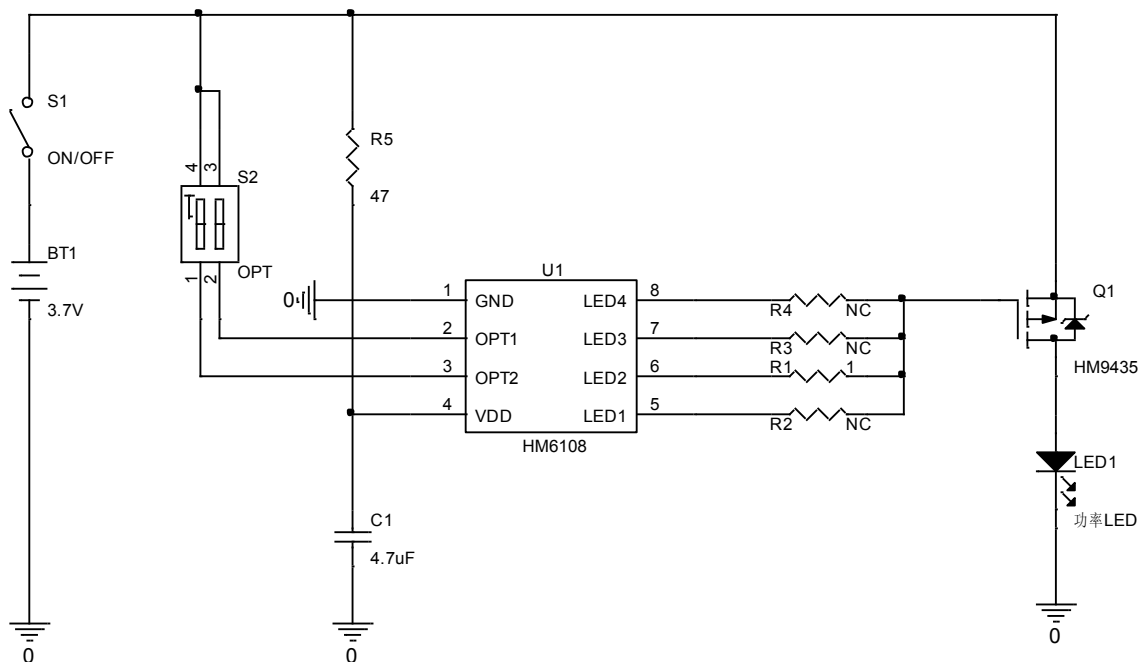 S1
ON/OFF
BT1
3.7V
0
4
3
S2
1
2
OPT
R5
47
C1
4.7uF
0
0
U1
1
GND
2
OPT1
3
OPT2
4
VDD
LED4
8
LED3
7
LED2
6
LED1
5
HM6108
R4
NC
R3
NC
R1
1
R2
NC
Q1
HM9435
LED1
功率LED
0